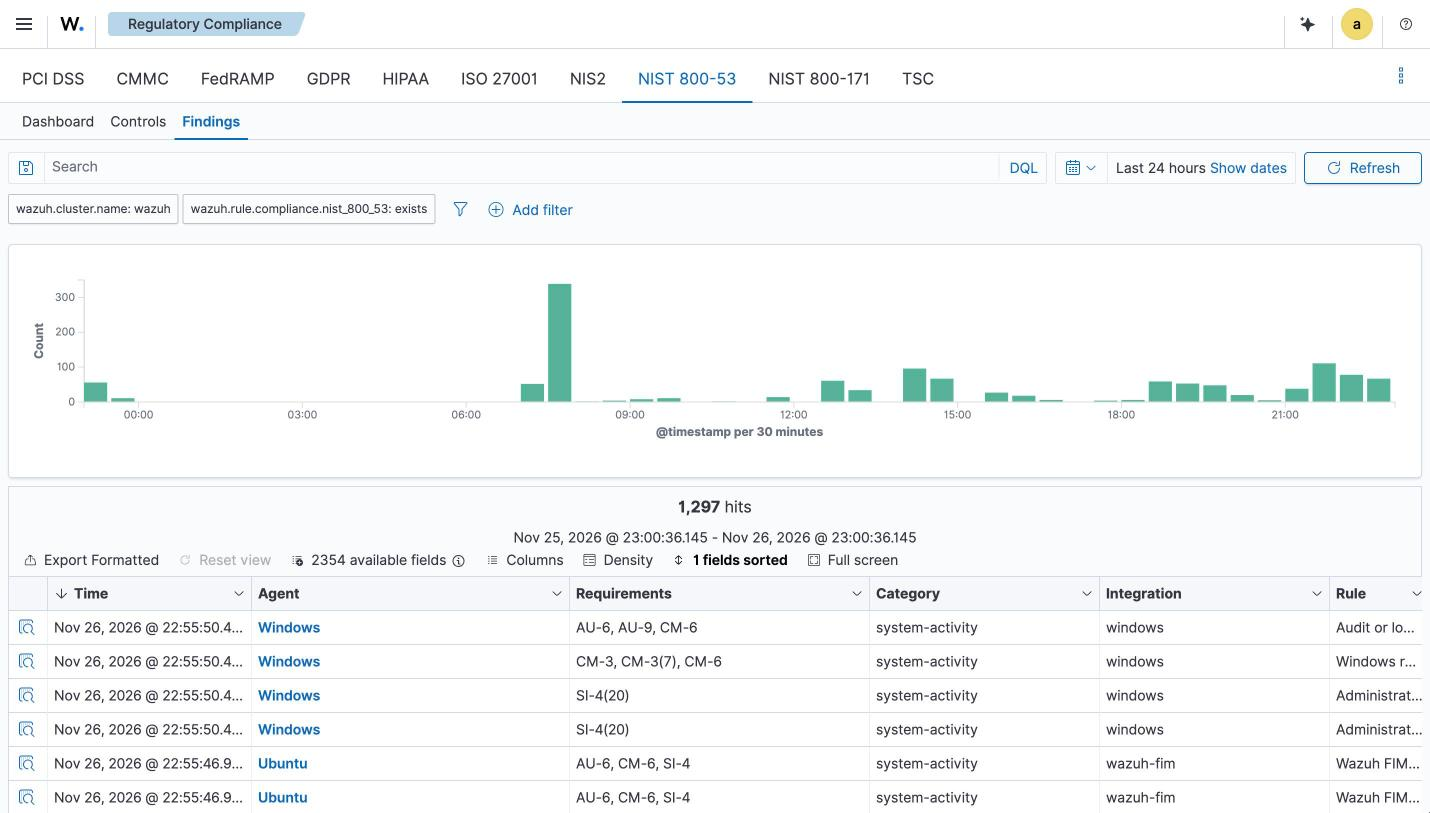 W. Regulatory Compliance a
PCI DSS CMMC FedRAMP GDPR HIPAA ISO 27001 NIS2 NIST 800-53 NIST 800-171 TSC
Dashboard Controls Findings
Search DQL Last 24 hours Show dates Refresh
wazuh.cluster.name: wazuh wazuh.rule.compliance.nist_800_53: exists Add filter
300
200
100
0
Count
00:00 03:00 06:00 09:00 12:00 15:00 18:00 21:00
@timestamp per 30 minutes
1,297 hits
Nov 25, 2026 @ 23:00:36.145 - Nov 26, 2026 @ 23:00:36.145
Export Formatted Reset view 2354 available fields Columns Density 1 fields sorted Full screen
Time Agent Requirements Category Integration Rule
Nov 26, 2026 @ 22:55:50.4... Windows AU-6, AU-9, CM-6 system-activity windows Audit or lo...
Nov 26, 2026 @ 22:55:50.4... Windows CM-3, CM-3(7), CM-6 system-activity windows Windows r...
Nov 26, 2026 @ 22:55:50.4... Windows SI-4(20) system-activity windows Administrat...
Nov 26, 2026 @ 22:55:50.4... Windows SI-4(20) system-activity windows Administrat...
Nov 26, 2026 @ 22:55:46.9... Ubuntu AU-6, CM-6, SI-4 system-activity wazuh-fim Wazuh FIM...
Nov 26, 2026 @ 22:55:46.9... Ubuntu AU-6, CM-6, SI-4 system-activity wazuh-fim Wazuh FIM...